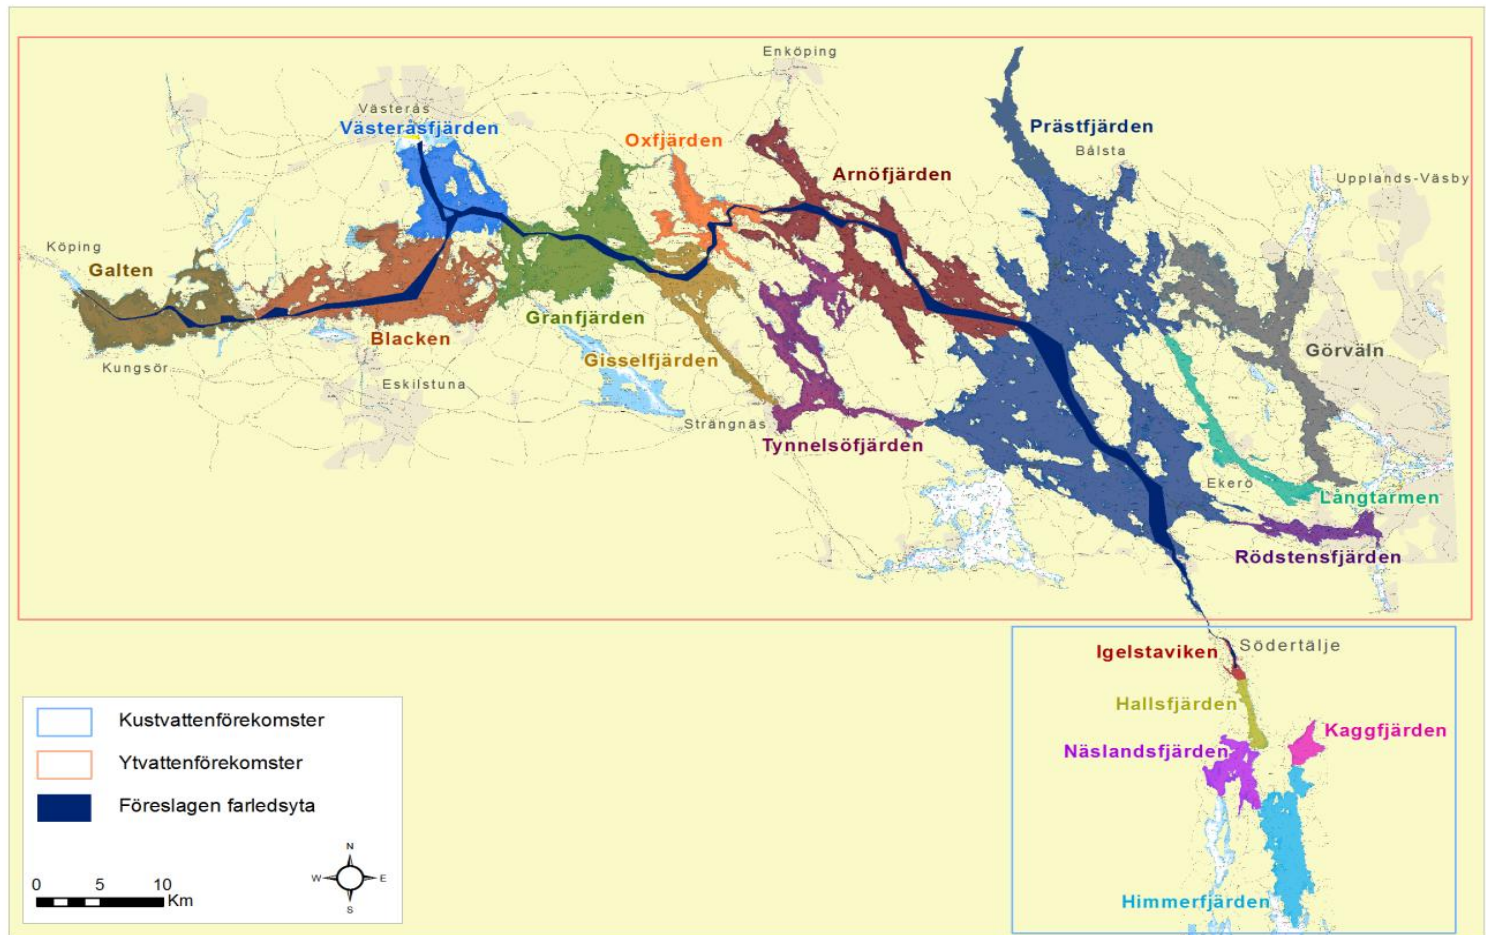 Enköping
Västerås
Västeråsfjärden
Oxfjärden
Prästfjärden
Bålsta
Arnöfjärden
Upplands-Väsby
Köping
Galten
Granfjärden
Blacken
Görväln
Gisselfjärden
Kungsör
Eskilstuna
Strängnäs
Tynnelsöfjärden
Ekerö
Långtarmen
Rödstensfjärden
Igelstaviken
Södertälje
Hallsfjärden
Kaggfjärden
Näslandsfjärden
Himmerfjärden
Kustvattenförekomster
Ytvattenförekomster
Föreslagen farledsyta
N
W E
S
0 5 10
Km